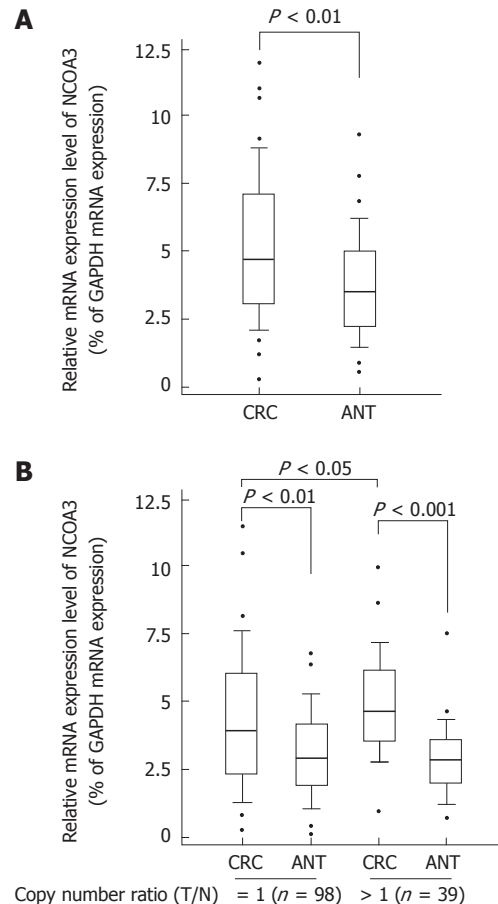 A
P < 0.01
Relative mRNA expression level of NCOA3
(% of GAPDH mRNA expression)
12.5
10
7.5
5
2.5
0
CRC ANT
B
P < 0.05
P < 0.01
P < 0.001
Relative mRNA expression level of NCOA3
(% of GAPDH mRNA expression)
12.5
10
7.5
5
2.5
0
CRC ANT CRC ANT
Copy number ratio (T/N) = 1 (n = 98) > 1 (n = 39)